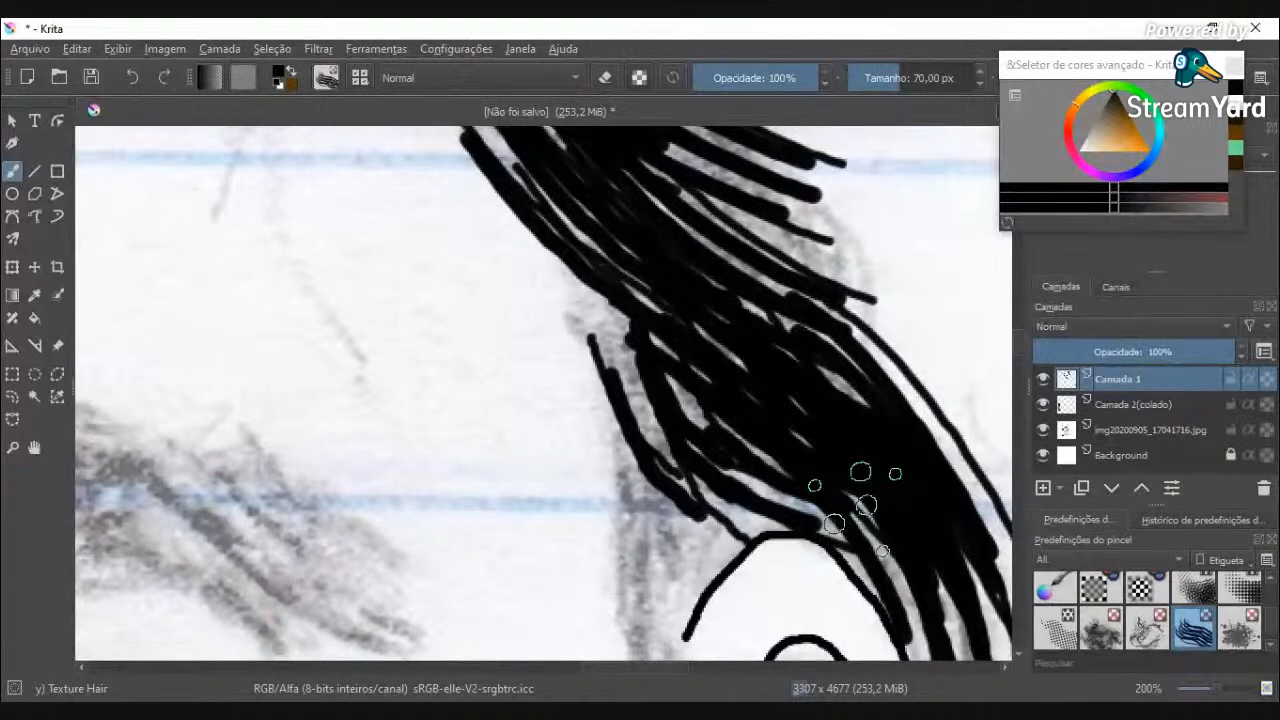 * - Krita
Powered by
StreamYard
Arquivo Editar Exibir Imagem Camada Seleção Filtrar Ferramentas Configurações Janela Ajuda
Normal
Opacidade: 100%
Tamanho: 70,00 px
&Seletor de cores avançado - Krita
[Não foi salvo] (253,2 MiB) *
Camadas Canais
Camadas
Normal
Opacidade: 100%
Camada 1
Camada 2(colado)
img20200905_17041716.jpg
Background
Predefinições d... Histórico de predefinições d...
Predefinições do pincel
All
Etiqueta
Pesquisar
y) Texture Hair
RGB/Alfa (8-bits inteiros/canal) sRGB-elle-V2-srgbtrc.icc
3307 x 4677 (253,2 MiB)
200%